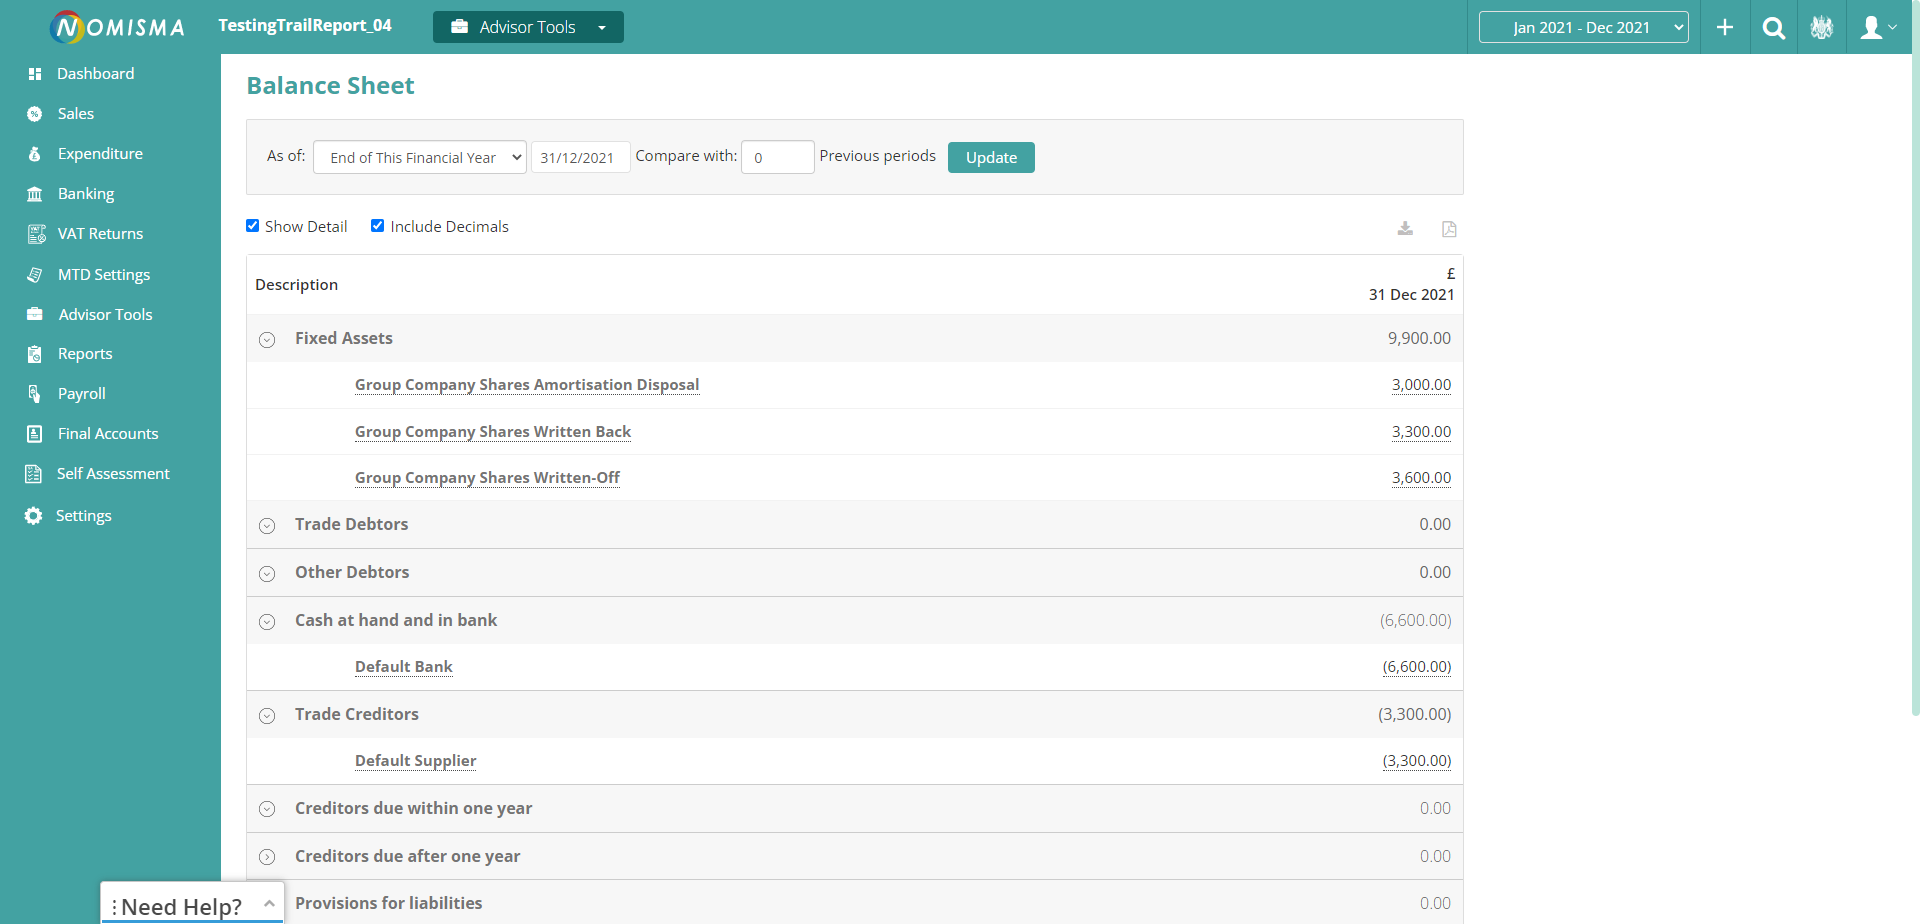 NOMISMA
TestingTrailReport_04
Advisor Tools
Jan 2021 - Dec 2021
Dashboard
Sales
Expenditure
Banking
VAT Returns
MTD Settings
Advisor Tools
Reports
Payroll
Final Accounts
Self Assessment
Settings
Balance Sheet
As of: End of This Financial Year 31/12/2021 Compare with: 0 Previous periods Update
Show Detail Include Decimals
£
Description 31 Dec 2021
Fixed Assets 9,900.00
Group Company Shares Amortisation Disposal 3,000.00
Group Company Shares Written Back 3,300.00
Group Company Shares Written-Off 3,600.00
Trade Debtors 0.00
Other Debtors 0.00
Cash at hand and in bank (6,600.00)
Default Bank (6,600.00)
Trade Creditors (3,300.00)
Default Supplier (3,300.00)
Creditors due within one year 0.00
Creditors due after one year 0.00
Provisions for liabilities 0.00
Need Help?